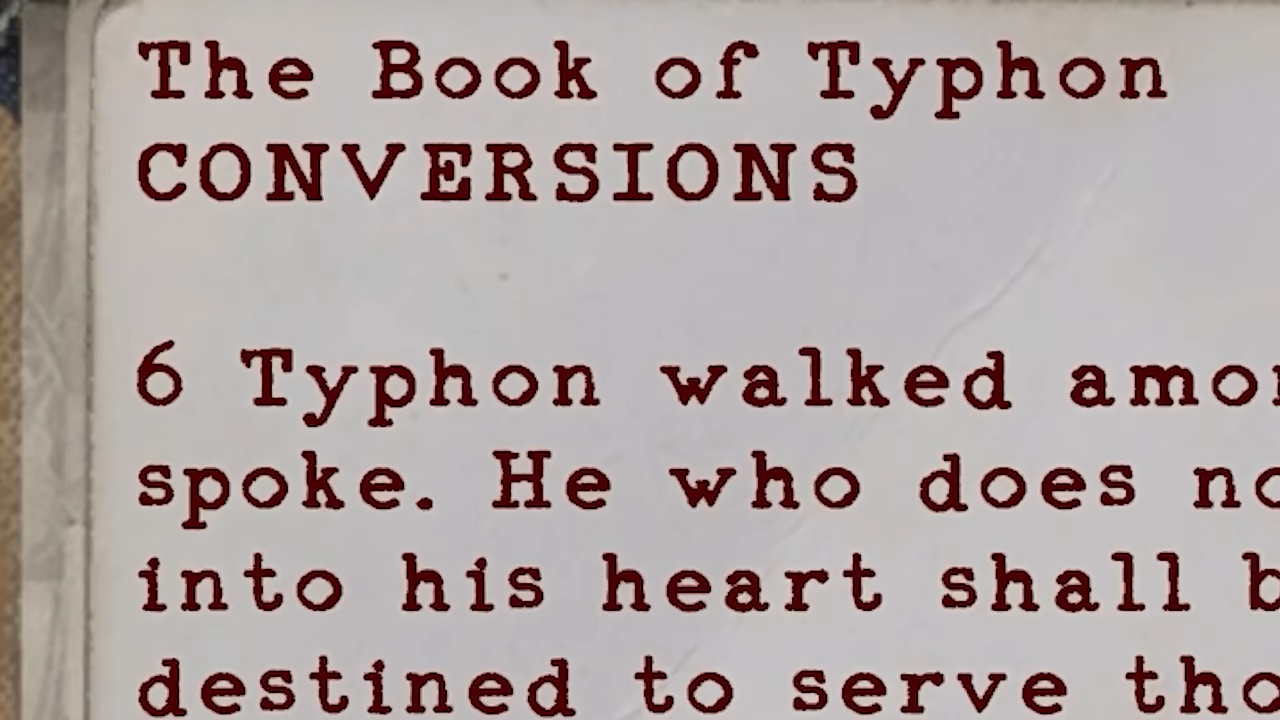 The Book of Typhon
CONVERSIONS
6 Typhon walked
spoke. He who does
into his heart shall
destined to serve